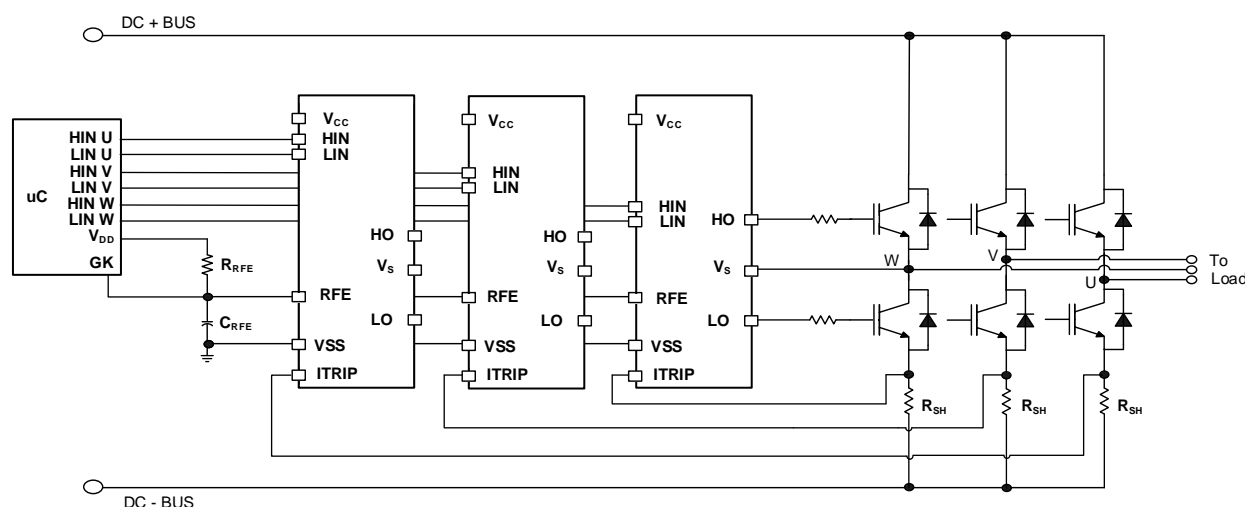 DC + BUS
uC
HIN U
LIN U
HIN V
LIN V
HIN W
LIN W
VDD
GK
RRFE
CRFE
VCC
HIN
LIN
HO
VS
RFE
LO
VSS
ITRIP
VCC
HIN
LIN
HO
VS
RFE
LO
VSS
ITRIP
VCC
HIN
LIN
HO
VS
RFE
LO
VSS
ITRIP
W
V
U
To
Load
RSH
RSH
RSH
DC - BUS